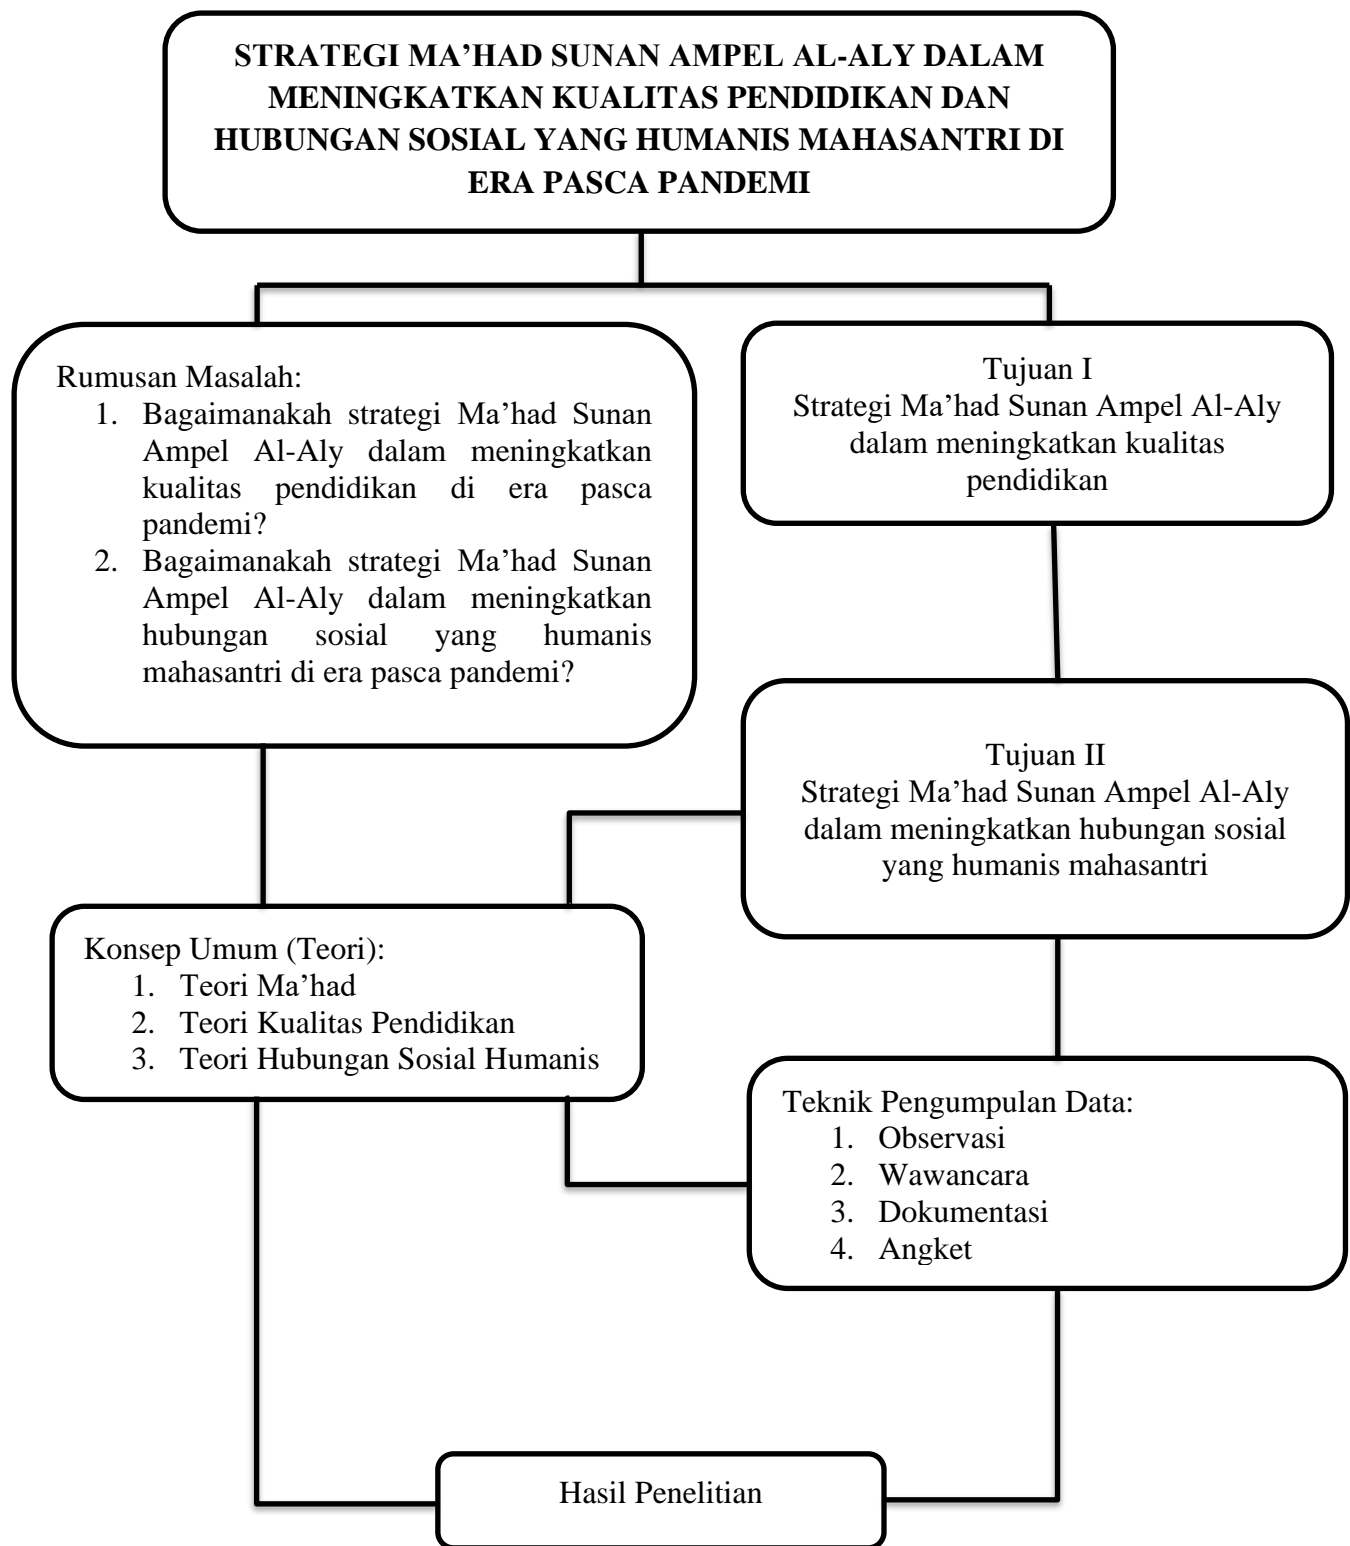 STRATEGI MA’HAD SUNAN AMPEL AL-ALY DALAM
MENINGKATKAN KUALITAS PENDIDIKAN DAN
HUBUNGAN SOSIAL YANG HUMANIS MAHASANTRI DI
ERA PASCA PANDEMI
Rumusan Masalah:
1. Bagaimanakah strategi Ma’had Sunan
Ampel Al-Aly dalam meningkatkan
kualitas pendidikan di era pasca
pandemi?
2. Bagaimanakah strategi Ma’had Sunan
Ampel Al-Aly dalam meningkatkan
hubungan sosial yang humanis
mahasantri di era pasca pandemi?
Tujuan I
Strategi Ma’had Sunan Ampel Al-Aly
dalam meningkatkan kualitas
pendidikan
Tujuan II
Strategi Ma’had Sunan Ampel Al-Aly
dalam meningkatkan hubungan sosial
yang humanis mahasantri
Konsep Umum (Teori):
1. Teori Ma’had
2. Teori Kualitas Pendidikan
3. Teori Hubungan Sosial Humanis
Teknik Pengumpulan Data:
1. Observasi
2. Wawancara
3. Dokumentasi
4. Angket
Hasil Penelitian